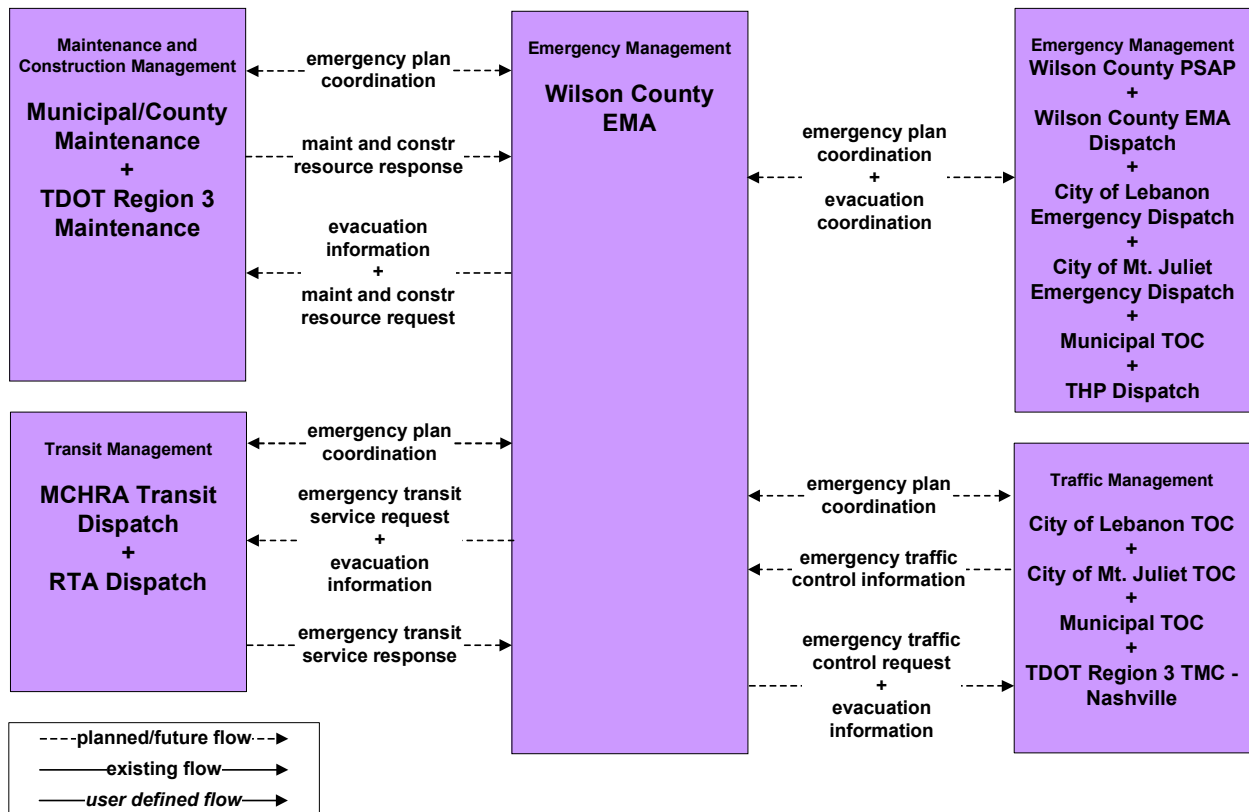 Maintenance and
Construction Management
Municipal/County
Maintenance
+
TDOT Region 3
Maintenance
emergency plan
coordination
maint and constr
resource response
evacuation
information
+
maint and constr
resource request
Emergency Management
Wilson County
EMA
emergency plan
coordination
+
evacuation
coordination
Emergency Management
Wilson County PSAP
+
Wilson County EMA
Dispatch
+
City of Lebanon
Emergency Dispatch
+
City of Mt. Juliet
Emergency Dispatch
+
Municipal TOC
+
THP Dispatch
Transit Management
MCHRA Transit
Dispatch
+
RTA Dispatch
emergency plan
coordination
emergency transit
service request
+
evacuation
information
emergency transit
service response
emergency plan
coordination
emergency traffic
control information
emergency traffic
control request
+
evacuation
information
Traffic Management
City of Lebanon TOC
+
City of Mt. Juliet TOC
+
Municipal TOC
+
TDOT Region 3 TMC -
Nashville
planned/future flow
existing flow
user defined flow